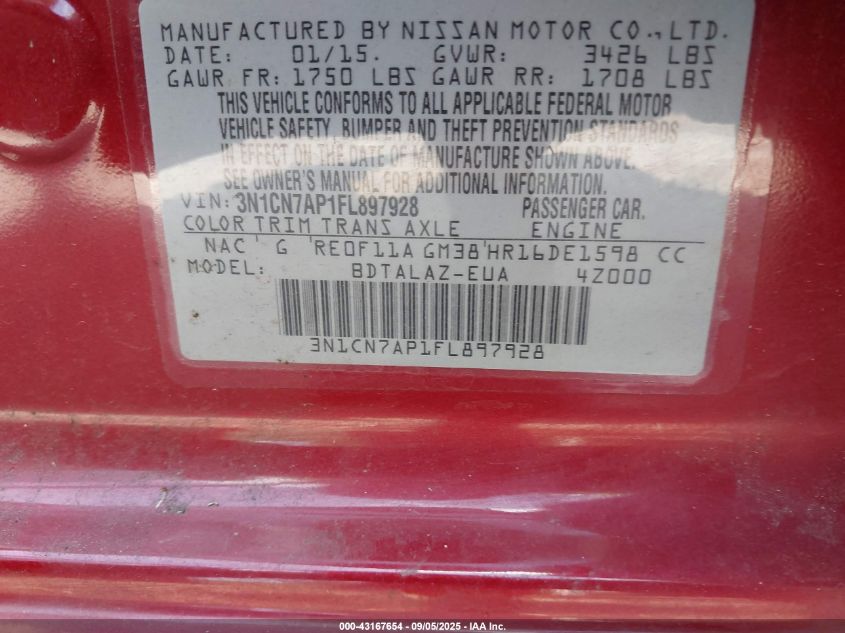 MANUFACTURED BY NISSAN MOTOR CO., LTD.
DATE: 01/15. GVWR: 3426 LBS
GAWR FR: 1750 LBS GAWR RR: 1708 LBS
THIS VEHICLE CONFORMS TO ALL APPLICABLE FEDERAL MOTOR
VEHICLE SAFETY, BUMPER AND THEFT PREVENTION STANDARDS
IN EFFECT ON THE DATE OF MANUFACTURE SHOWN ABOVE.
SEE OWNER'S MANUAL FOR ADDITIONAL INFORMATION.
VIN: 3N1CN7AP1FL897928 PASSENGER CAR.
COLOR TRIM TRANS AXLE ENGINE
NAC' G 'RE0F11A GM38'HR16DE1598 CC
MODEL: BDTALAZ-EUA 4Z000
3N1CN7AP1FL897928
000-43167654 - 09/05/2025 - IAA Inc.